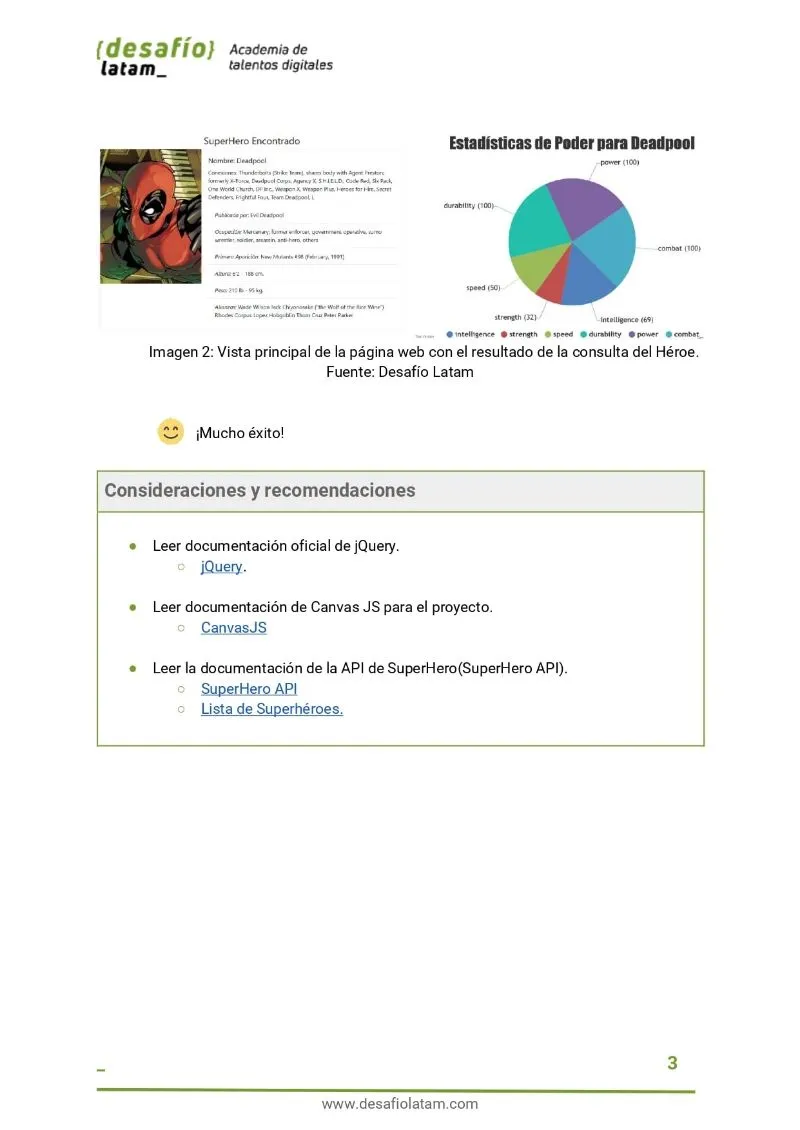 {desafío}
latam_
Academia de
talentos digitales
SuperHero Encontrado
Nombre: Deadpool
Conexiones: Thunderbolts (Strike Team), shares body with Agent Preston;
formerly X-Force, Deadpool Corps, Agency X, S.H.I.E.L.D., Code Red, Six Pack,
One World Church, DP Inc., Weapon X, Weapon Plus, Heroes for Hire, Secret
Defenders, Frightful Four, Team Deadpool,
Publicado por: Evil Deadpool
Ocupación: Mercenary; former enforcer, government operative, sumo
wrestler, soldier, assassin, anti-hero, others
Primera Aparición: New Mutants #98 (February, 1991)
Altura: 6'2 - 188 cm.
Peso: 210 lb - 95 kg.
Alianzas: Wade Wilson Jack Chiyonosake ("the Wolf of the Rice Wine")
Rhodes Corpus Lopez Hobgoblin Thom Cruz Peter Parker
Estadísticas de Poder para Deadpool
power (100)
durability (100)
combat (100)
speed (50)
strength (32)
intelligence (69)
intelligence strength speed durability power combat
Imagen 2: Vista principal de la página web con el resultado de la consulta del Héroe.
Fuente: Desafío Latam
¡Mucho éxito!
Consideraciones y recomendaciones
● Leer documentación oficial de jQuery.
○ jQuery.
● Leer documentación de Canvas JS para el proyecto.
○ CanvasJS
● Leer la documentación de la API de SuperHero(SuperHero API).
○ SuperHero API
○ Lista de Superhéroes.
_
3
www.desafiolatam.com